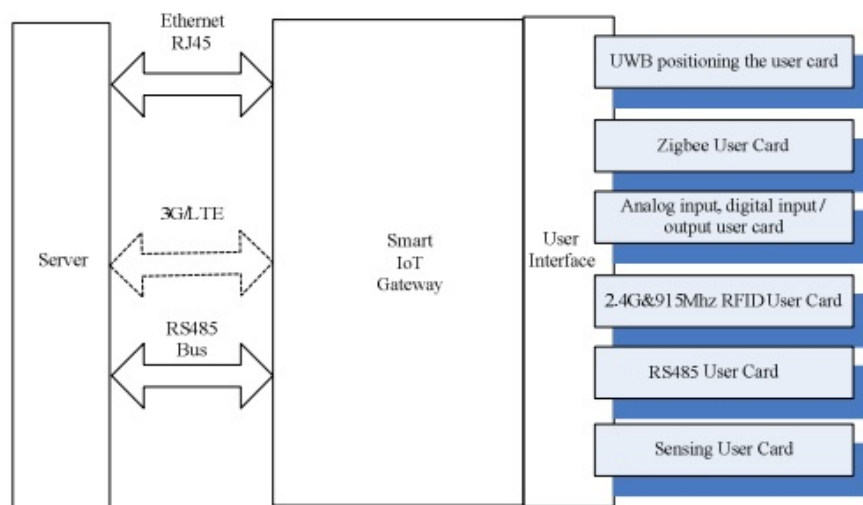 Ethernet
RJ45
UWB positioning the user card
Zigbee User Card
3G/LTE
Analog input, digital input /
output user card
Server
Smart
IoT
Gateway
User
Interface
2.4G&915Mhz RFID User Card
RS485
Bus
RS485 User Card
Sensing User Card